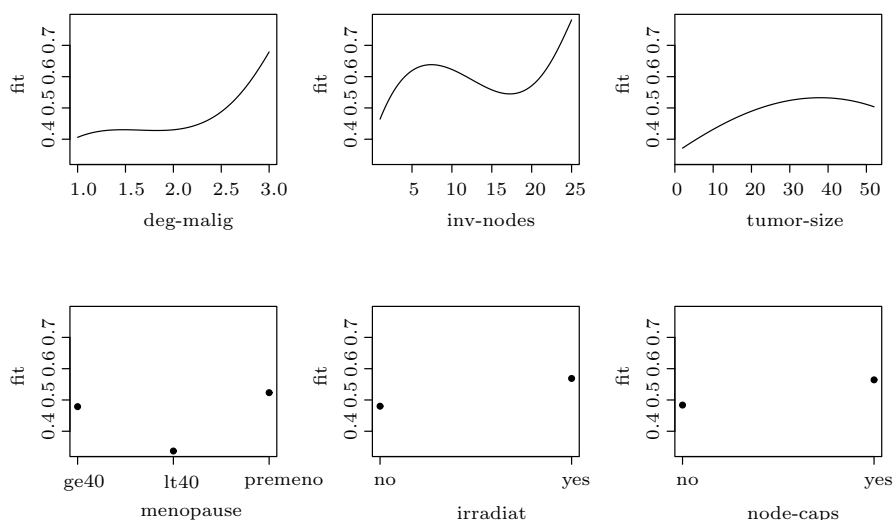 fit
0.4 0.5 0.6 0.7
1.0 1.5 2.0 2.5 3.0
deg-malig
fit
0.4 0.5 0.6 0.7
5 10 15 20 25
inv-nodes
fit
0.4 0.5 0.6 0.7
0 10 20 30 40 50
tumor-size
fit
0.4 0.5 0.6 0.7
ge40 lt40 premeno
menopause
fit
0.4 0.5 0.6 0.7
no yes
irradiat
fit
0.4 0.5 0.6 0.7
no yes
node-caps